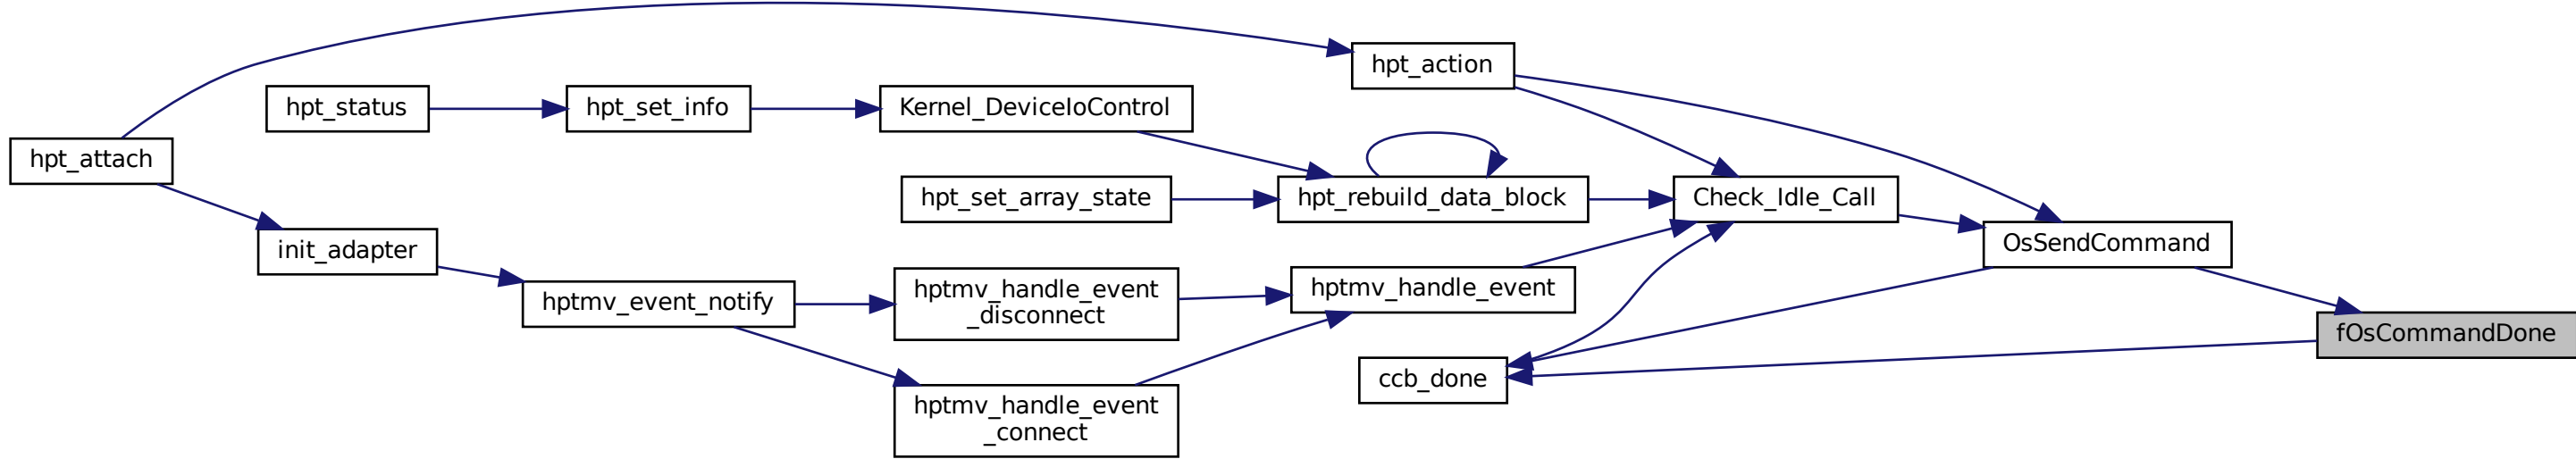 hpt_action
hpt_status
hpt_set_info
Kernel_DeviceIoControl
hpt_attach
hpt_set_array_state
hpt_rebuild_data_block
Check_Idle_Call
init_adapter
OsSendCommand
hptmv_event_notify
hptmv_handle_event
_disconnect
hptmv_handle_event
fOsCommandDone
ccb_done
hptmv_handle_event
_connect